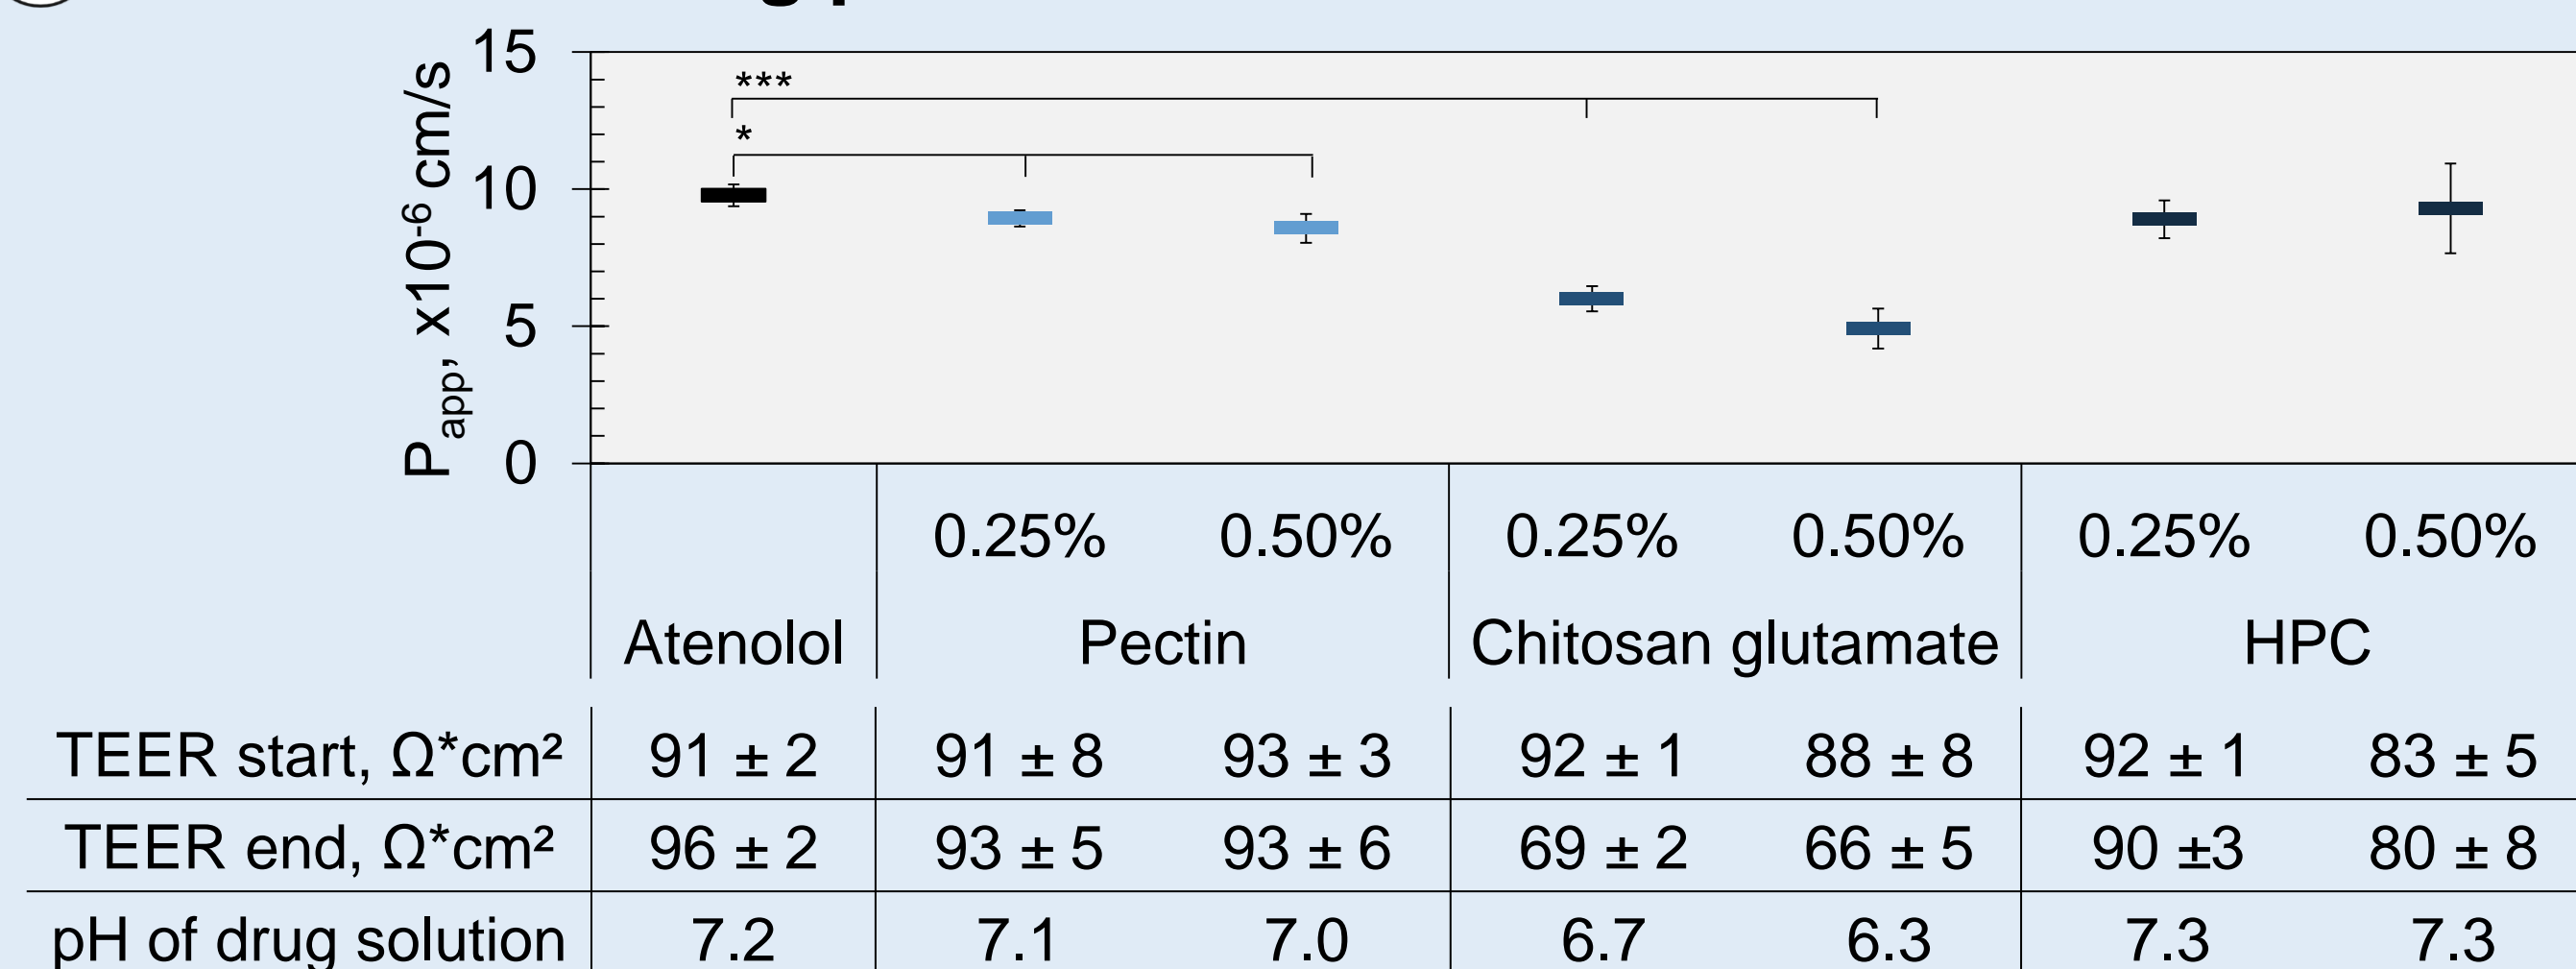 15
***
*
10
5
0
Papp, x10-6 cm/s
0.25% 0.50% 0.25% 0.50% 0.25% 0.50%
Atenolol Pectin Chitosan glutamate HPC
TEER start, Ω*cm² 91 ± 2 91 ± 8 93 ± 3 92 ± 1 88 ± 8 92 ± 1 83 ± 5
TEER end, Ω*cm² 96 ± 2 93 ± 5 93 ± 6 69 ± 2 66 ± 5 90 ±3 80 ± 8
pH of drug solution 7.2 7.1 7.0 6.7 6.3 7.3 7.3